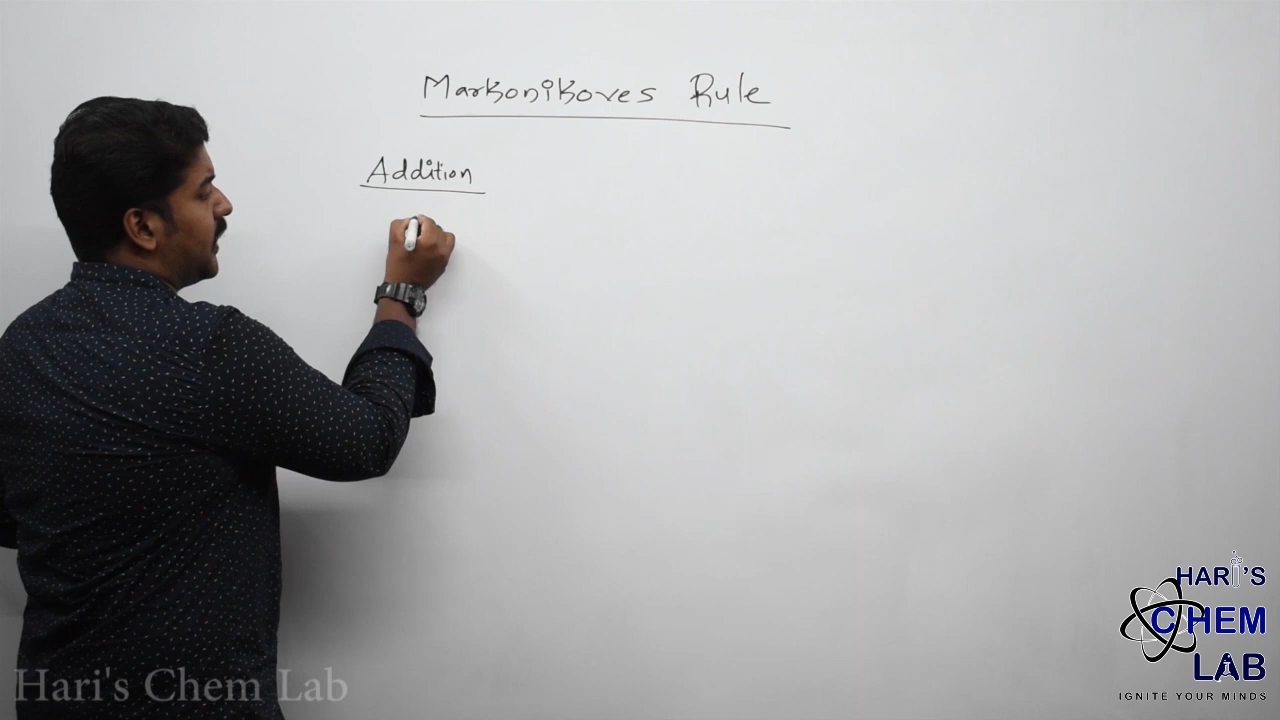 Markonikoves Rule
Addition
HARI'S
CHEM
LAB
IGNITE YOUR MINDS
Hari's Chem Lab